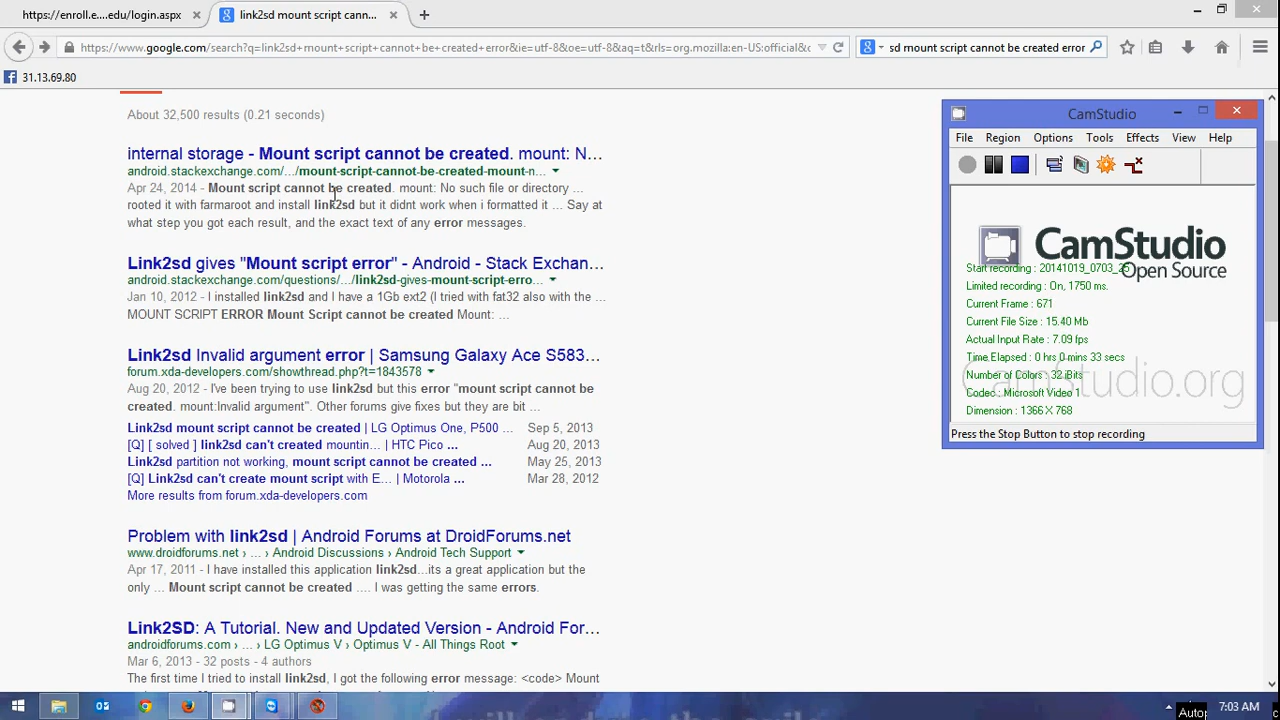 https://enroll.e....edu/login.aspx
link2sd mount script cann...
https://www.google.com/search?q=link2sd+mount+script+cannot+be+created+error&ie=utf-8&oe=utf-8&aq=t&rls=org.mozilla:en-US:official&c
sd mount script cannot be created error
31.13.69.80
About 32,500 results (0.21 seconds)
internal storage - Mount script cannot be created. mount: N...
android.stackexchange.com/.../mount-script-cannot-be-created-mount-n...
Apr 24, 2014 - Mount script cannot be created. mount: No such file or directory ...
rooted it with farmaroot and install link2sd but it didnt work when i formatted it ... Say at
what step you got each result, and the exact text of any error messages.
Link2sd gives "Mount script error" - Android - Stack Exchan...
android.stackexchange.com/questions/.../link2sd-gives-mount-script-erro...
Jan 10, 2012 - I installed link2sd and I have a 1Gb ext2 (I tried with fat32 also with the ...
MOUNT SCRIPT ERROR Mount Script cannot be created Mount: ...
Link2sd Invalid argument error | Samsung Galaxy Ace S583...
forum.xda-developers.com/showthread.php?t=1843578
Aug 20, 2012 - I've been trying to use link2sd but this error "mount script cannot be
created. mount:Invalid argument". Other forums give fixes but they are bit ...
Link2sd mount script cannot be created | LG Optimus One, P500 ... Sep 5, 2013
[Q] [ solved ] link2sd can't created mountin... | HTC Pico ... Aug 20, 2013
Link2sd partition not working, mount script cannot be created ... May 25, 2013
[Q] Link2sd can't create mount script with E... | Motorola ... Mar 28, 2012
More results from forum.xda-developers.com
Problem with link2sd | Android Forums at DroidForums.net
www.droidforums.net › ... › Android Discussions › Android Tech Support
Apr 17, 2011 - I have installed this application link2sd...its a great application but the
only ... Mount script cannot be created .... I was getting the same errors.
Link2SD: A Tutorial. New and Updated Version - Android For...
androidforums.com › ... › LG Optimus V › Optimus V - All Things Root
Mar 6, 2013 - 32 posts - 4 authors
The first time I tried to install link2sd, I got the following error message: <code> Mount
CamStudio
File Region Options Tools Effects View Help
CamStudio
Open Source
Start recording : 20141019_0703_
Limited recording : On, 1750 ms.
Current Frame : 671
Current File Size : 15.40 Mb
Actual Input Rate : 7.09 fps
Time Elapsed : 0 hrs 0 mins 33 secs
Number of Colors : 32 Bits
Codec : Microsoft Video 1
Dimension : 1366 X 768
CamStudio.org
Press the Stop Button to stop recording
7:03 AM